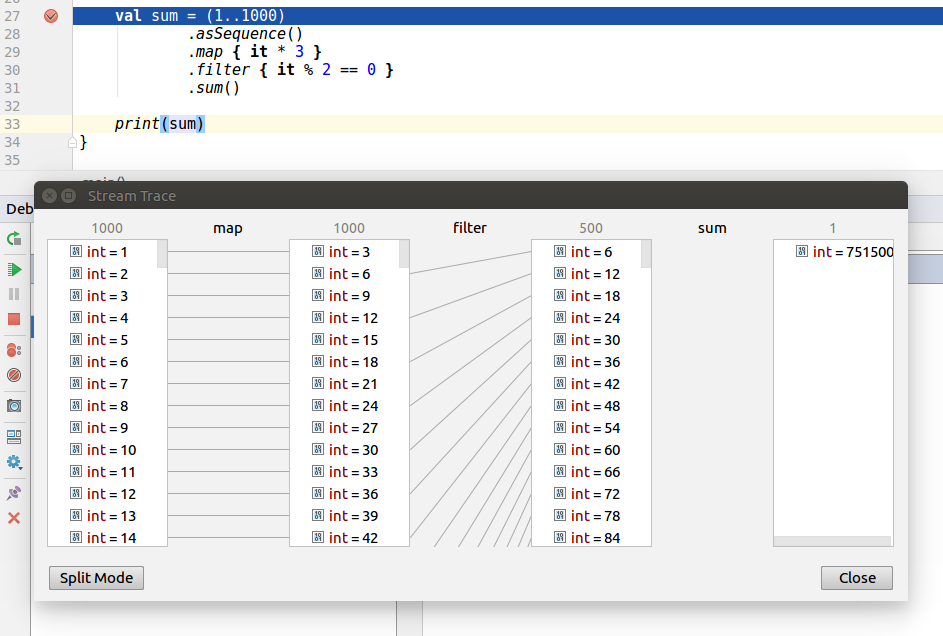 27 val sum = (1..1000)
28 .asSequence()
29 .map { it * 3 }
30 .filter { it % 2 == 0 }
31 .sum()
32
33 print(sum)
34 }
35
Deb
Stream Trace
1000 map 1000 filter 500 sum 1
int = 1 int = 3 int = 6 int = 751500
int = 2 int = 6 int = 12
int = 3 int = 9 int = 18
int = 4 int = 12 int = 24
int = 5 int = 15 int = 30
int = 6 int = 18 int = 36
int = 7 int = 21 int = 42
int = 8 int = 24 int = 48
int = 9 int = 27 int = 54
int = 10 int = 30 int = 60
int = 11 int = 33 int = 66
int = 12 int = 36 int = 72
int = 13 int = 39 int = 78
int = 14 int = 42 int = 84
Split Mode Close